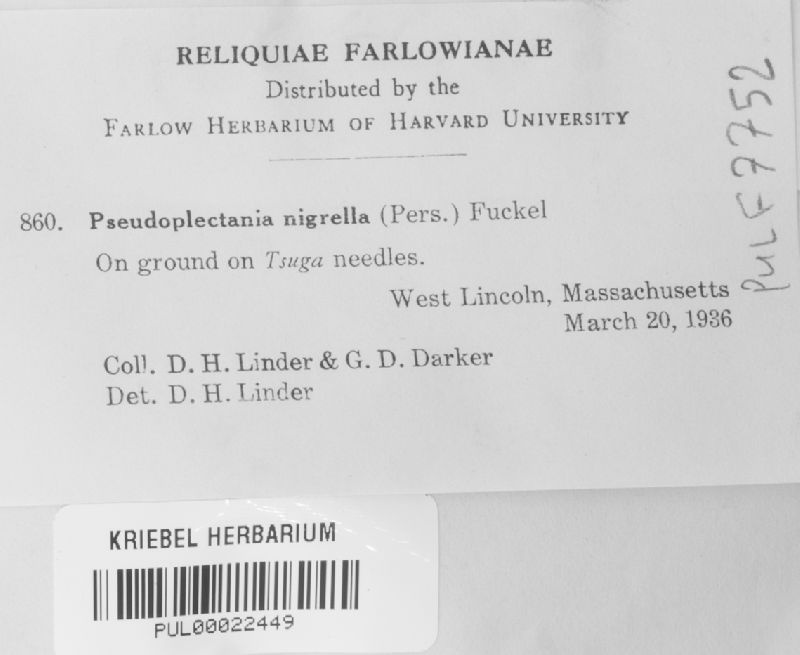 RELIQUIAE FARLOWIANAE
Distributed by the
FARLOW HERBARIUM OF HARVARD UNIVERSITY
860. Pseudoplectania nigrella (Pers.) Fuckel
On ground on Tsuga needles.
West Lincoln, Massachusetts
March 20, 1936
Coll. D. H. Linder & G. D. Darker
Det. D. H. Linder
PUL F7752
KRIEBEL HERBARIUM
PUL00022449